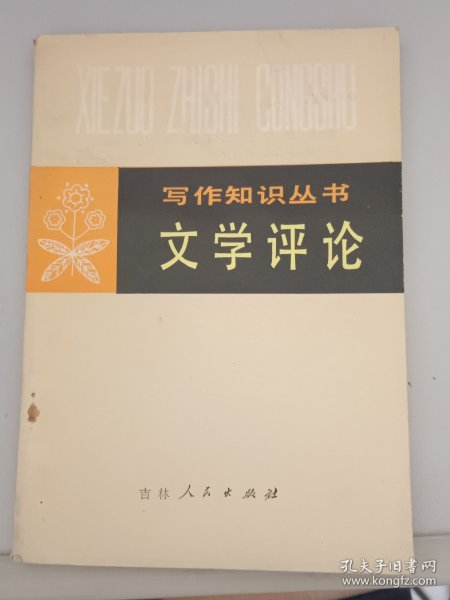 XIEZUO ZHISHI CONGSHU
写作知识丛书
文学评论
吉林人民出版社
孔夫子旧书网
www.kongfz.com